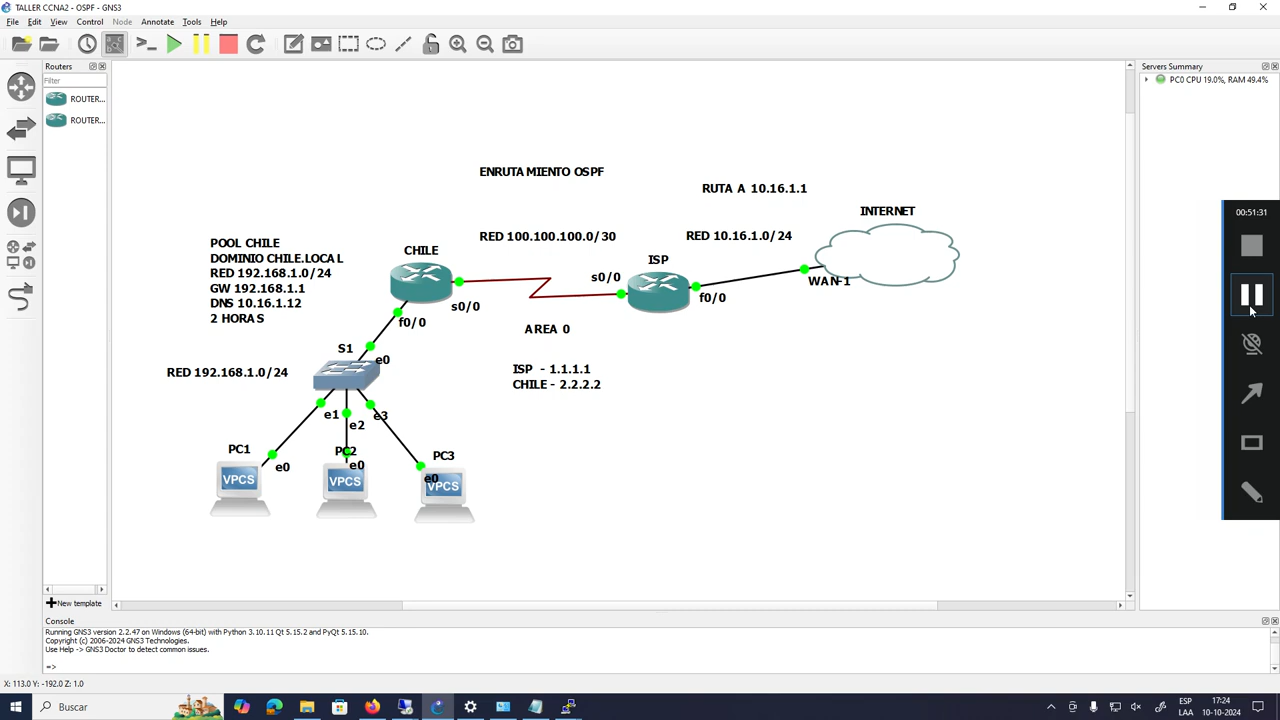 TALLER CCNA2 - OSPF - GNS3
File Edit View Control Node Annotate Tools Help
Routers
Filter
ROUTER...
ROUTER...
New template
Servers Summary
PC0 CPU 19.0%, RAM 49.4%
00:51:31
ENRUTAMIENTO OSPF
RUTA A 10.16.1.1
INTERNET
RED 100.100.100.0/30
RED 10.16.1.0/24
POOL CHILE
DOMINIO CHILE.LOCAL
RED 192.168.1.0/24
GW 192.168.1.1
DNS 10.16.1.12
2 HORAS
CHILE
ISP
s0/0
s0/0
f0/0
f0/0
WAN-1
AREA 0
S1
e0
RED 192.168.1.0/24
ISP - 1.1.1.1
CHILE - 2.2.2.2
e1
e2
e3
PC1
PC2
PC3
e0
e0
e0
VPCS
VPCS
VPCS
Console
Running GNS3 version 2.2.47 on Windows (64-bit) with Python 3.10.11 Qt 5.15.2 and PyQt 5.15.10.
Copyright (c) 2006-2024 GNS3 Technologies.
Use Help -> GNS3 Doctor to detect common issues.
=>
X: 113.0 Y: -192.0 Z: 1.0
Buscar
ESP
LAA
17:24
10-10-2024